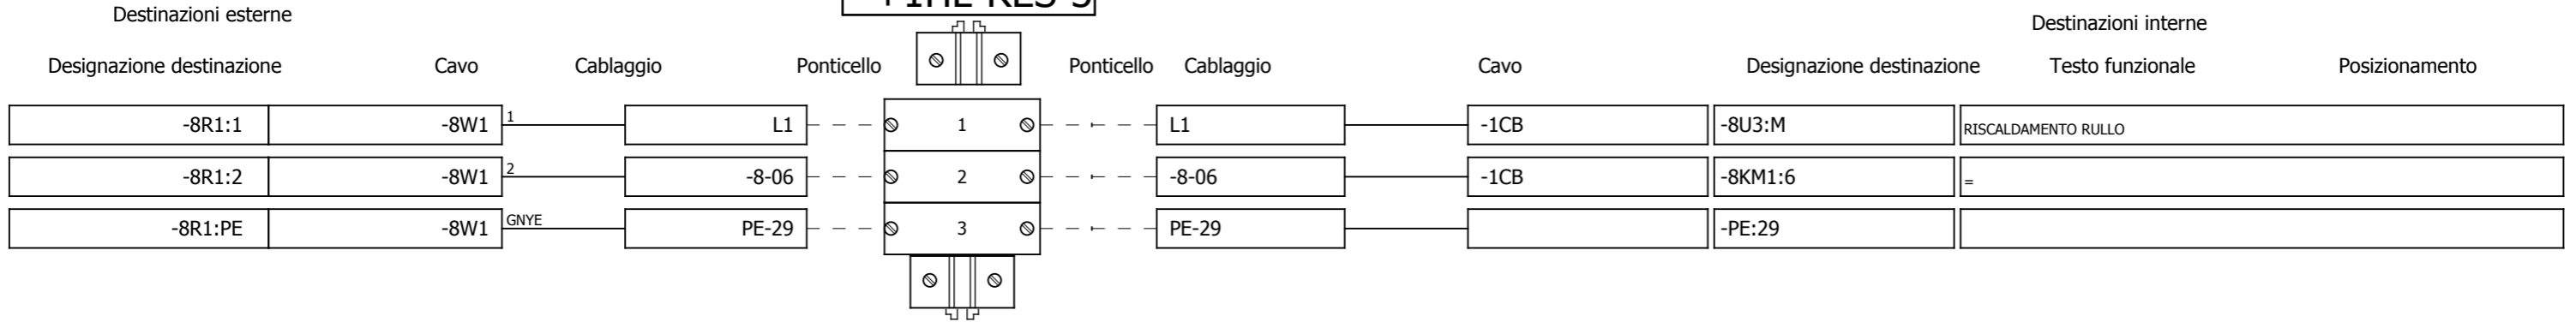 Destinazioni esterne
Destinazioni interne
Designazione destinazione Cavo Cablaggio Ponticello Ponticello Cablaggio Cavo Designazione destinazione Testo funzionale Posizionamento
-8R1:1 -8W1 1 L1 1 L1 -1CB -8U3:M RISCALDAMENTO RULLO
-8R1:2 -8W1 2 -8-06 2 -8-06 -1CB -8KM1:6 =
-8R1:PE -8W1 GNYE PE-29 3 PE-29 -PE:29